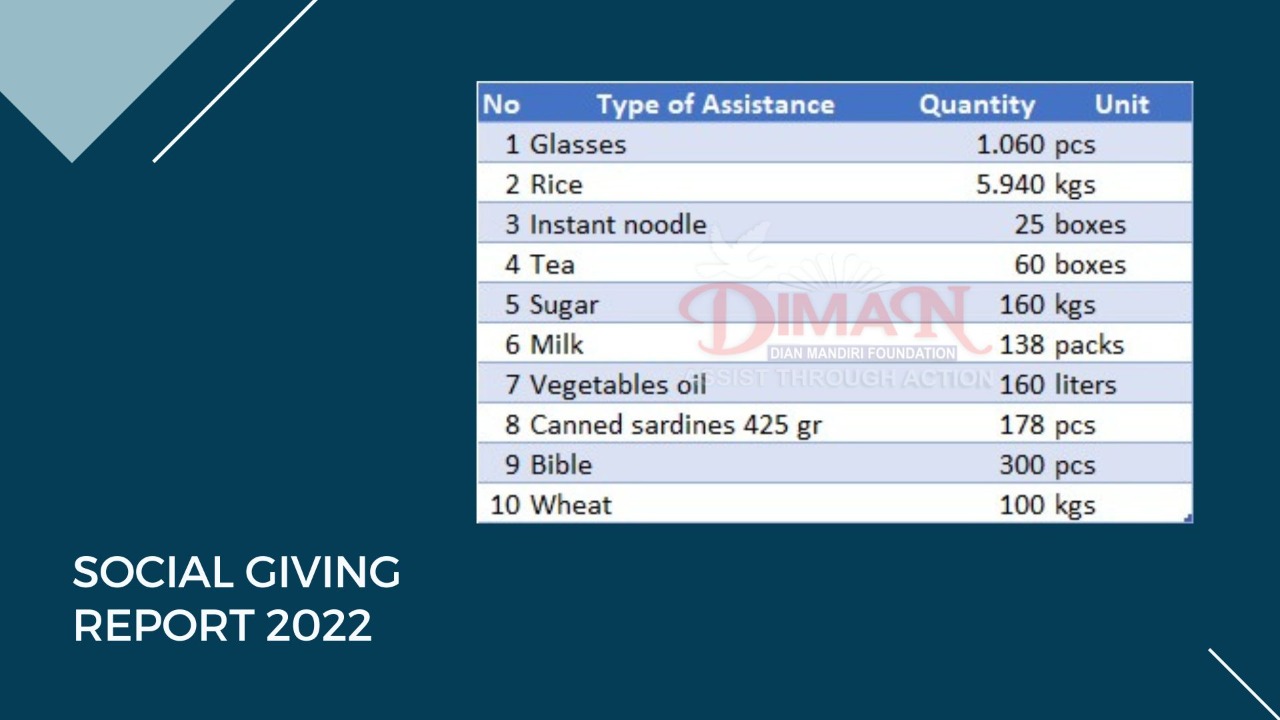 No Type of Assistance Quantity Unit
1 Glasses 1.060 pcs
2 Rice 5.940 kgs
3 Instant noodle 25 boxes
4 Tea 60 boxes
5 Sugar 160 kgs
6 Milk 138 packs
7 Vegetables oil 160 liters
8 Canned sardines 425 gr 178 pcs
9 Bible 300 pcs
10 Wheat 100 kgs
DIMAN
DIAN MANDIRI FOUNDATION
ASSIST THROUGH ACTION
SOCIAL GIVING
REPORT 2022